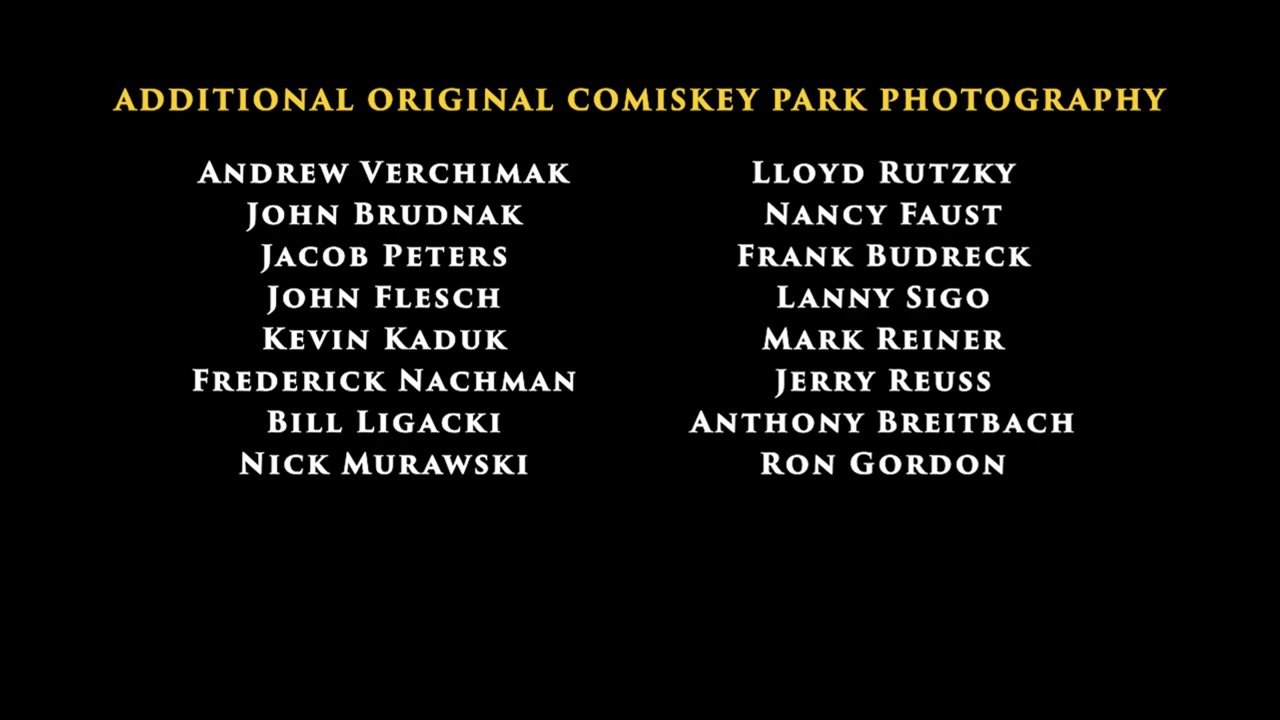 ADDITIONAL ORIGINAL COMISKEY PARK PHOTOGRAPHY
ANDREW VERCHIMAK
JOHN BRUDNAK
JACOB PETERS
JOHN FLESCH
KEVIN KADUK
FREDERICK NACHMAN
BILL LIGACKI
NICK MURAWSKI
LLOYD RUTZKY
NANCY FAUST
FRANK BUDRECK
LANNY SIGO
MARK REINER
JERRY REUSS
ANTHONY BREITBACH
RON GORDON